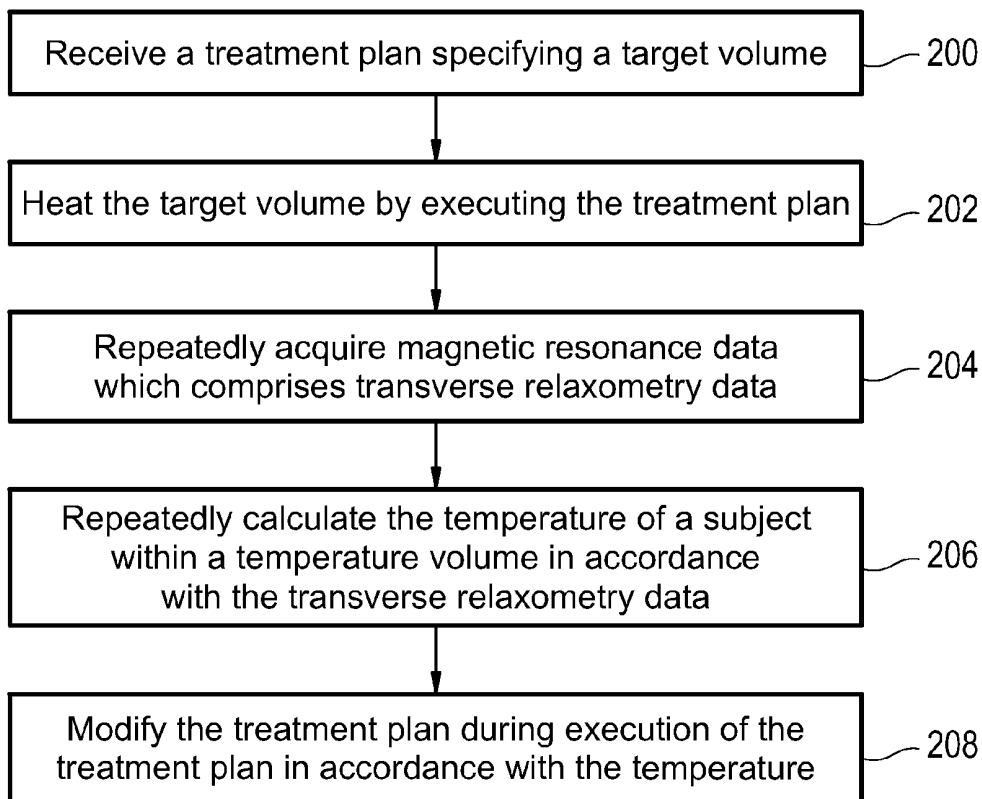 Receive a treatment plan specifying a target volume
200
Heat the target volume by executing the treatment plan
202
Repeatedly acquire magnetic resonance data
which comprises transverse relaxometry data
204
Repeatedly calculate the temperature of a subject
within a temperature volume in accordance
with the transverse relaxometry data
206
Modify the treatment plan during execution of the
treatment plan in accordance with the temperature
208